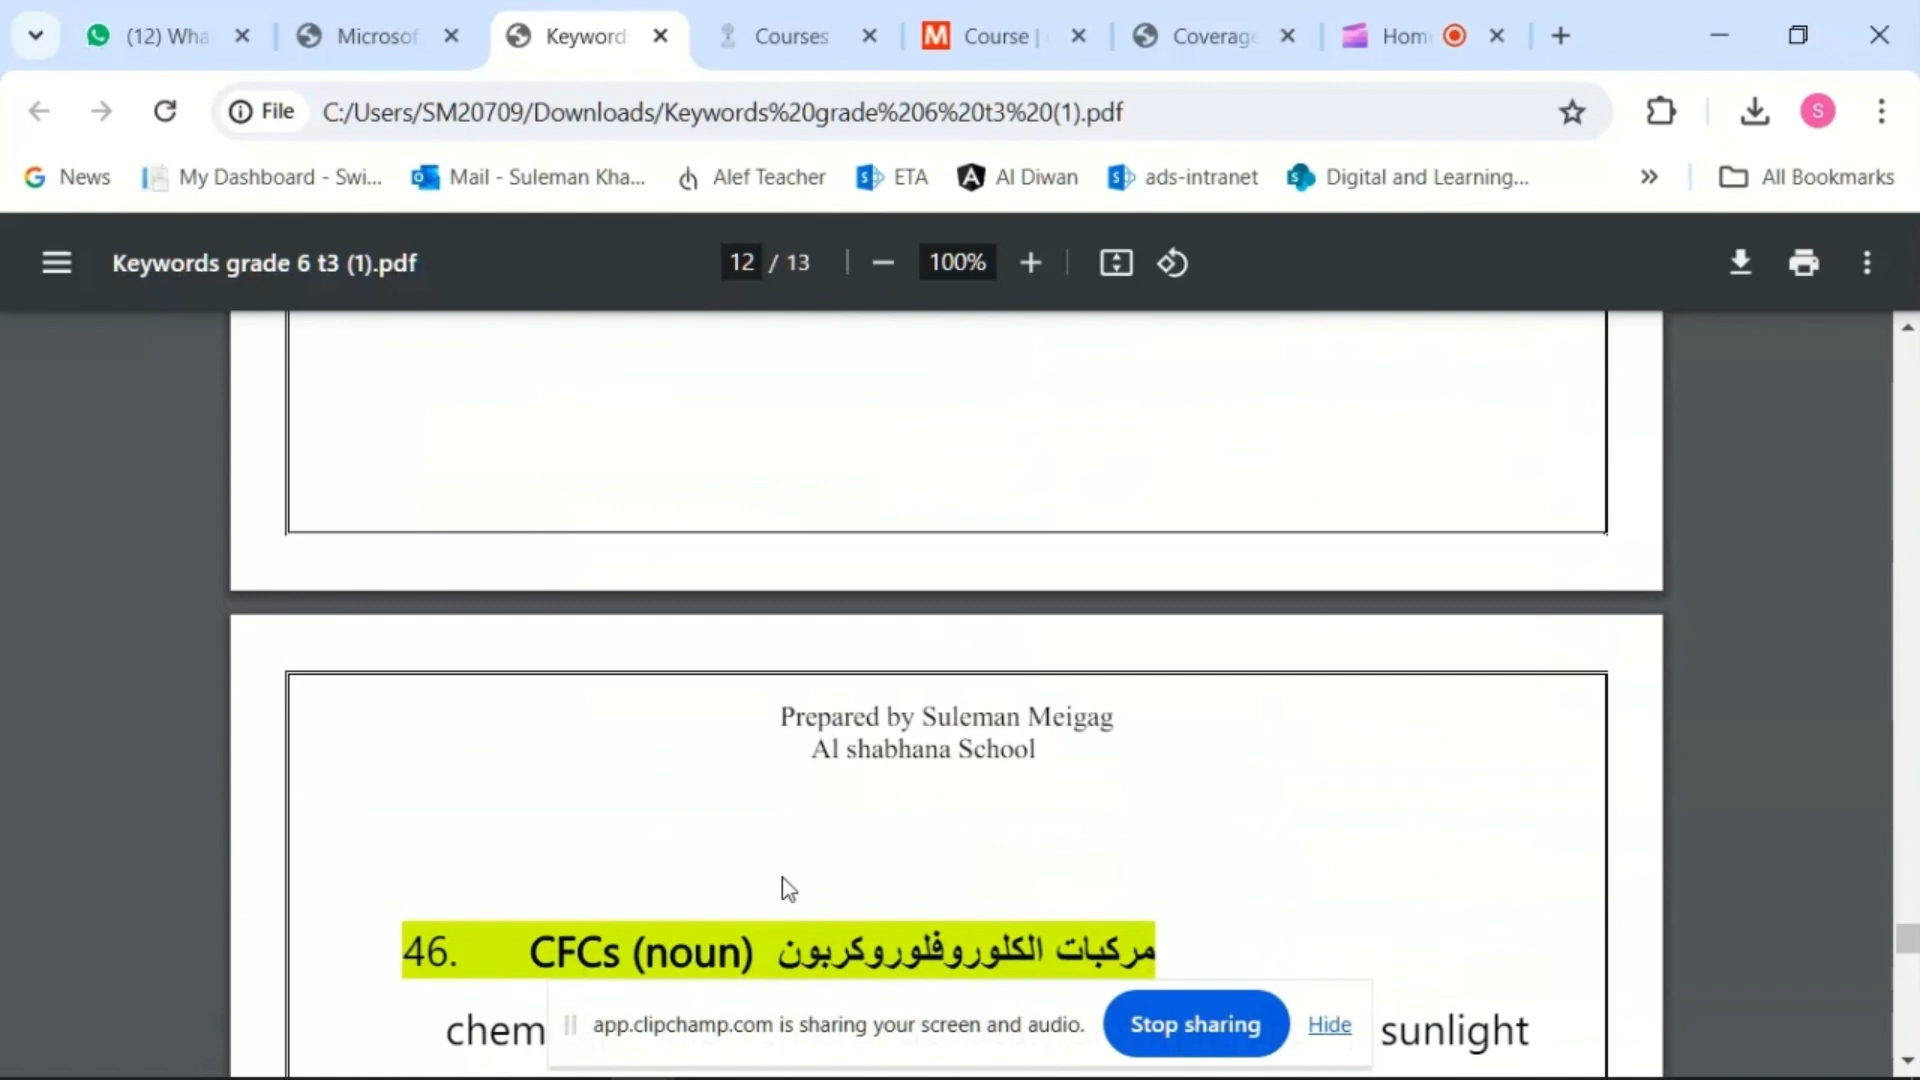 (12) Wha
Microsof
Keyword
Courses
M Course |
Coverag
Hom
File C:/Users/SM20709/Downloads/Keywords%20grade%206%20t3%20(1).pdf
S
News
My Dashboard - Swi...
Mail - Suleman Kha...
Alef Teacher
ETA
Al Diwan
ads-intranet
Digital and Learning...
All Bookmarks
Keywords grade 6 t3 (1).pdf
12 / 13
100%
Prepared by Suleman Meigag
Al shabhana School
46. CFCs (noun) مركبات الكلوروفلوروكربون
chem
sunlight
app.clipchamp.com is sharing your screen and audio.
Stop sharing
Hide